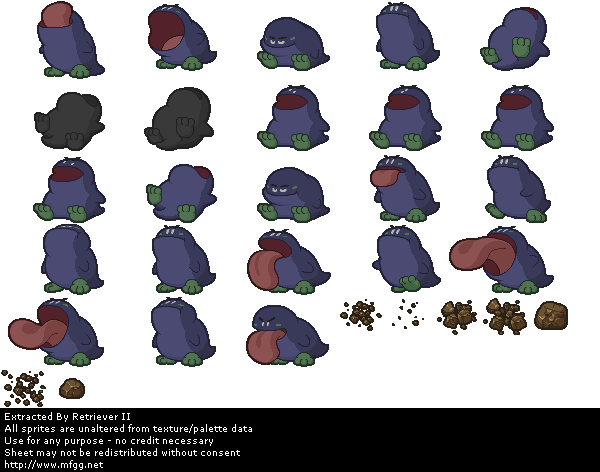 Extracted By Retriever II
All sprites are unaltered from texture/palette data
Use for any purpose - no credit necessary
Sheet may not be redistributed without consent
http://www.mfgg.net